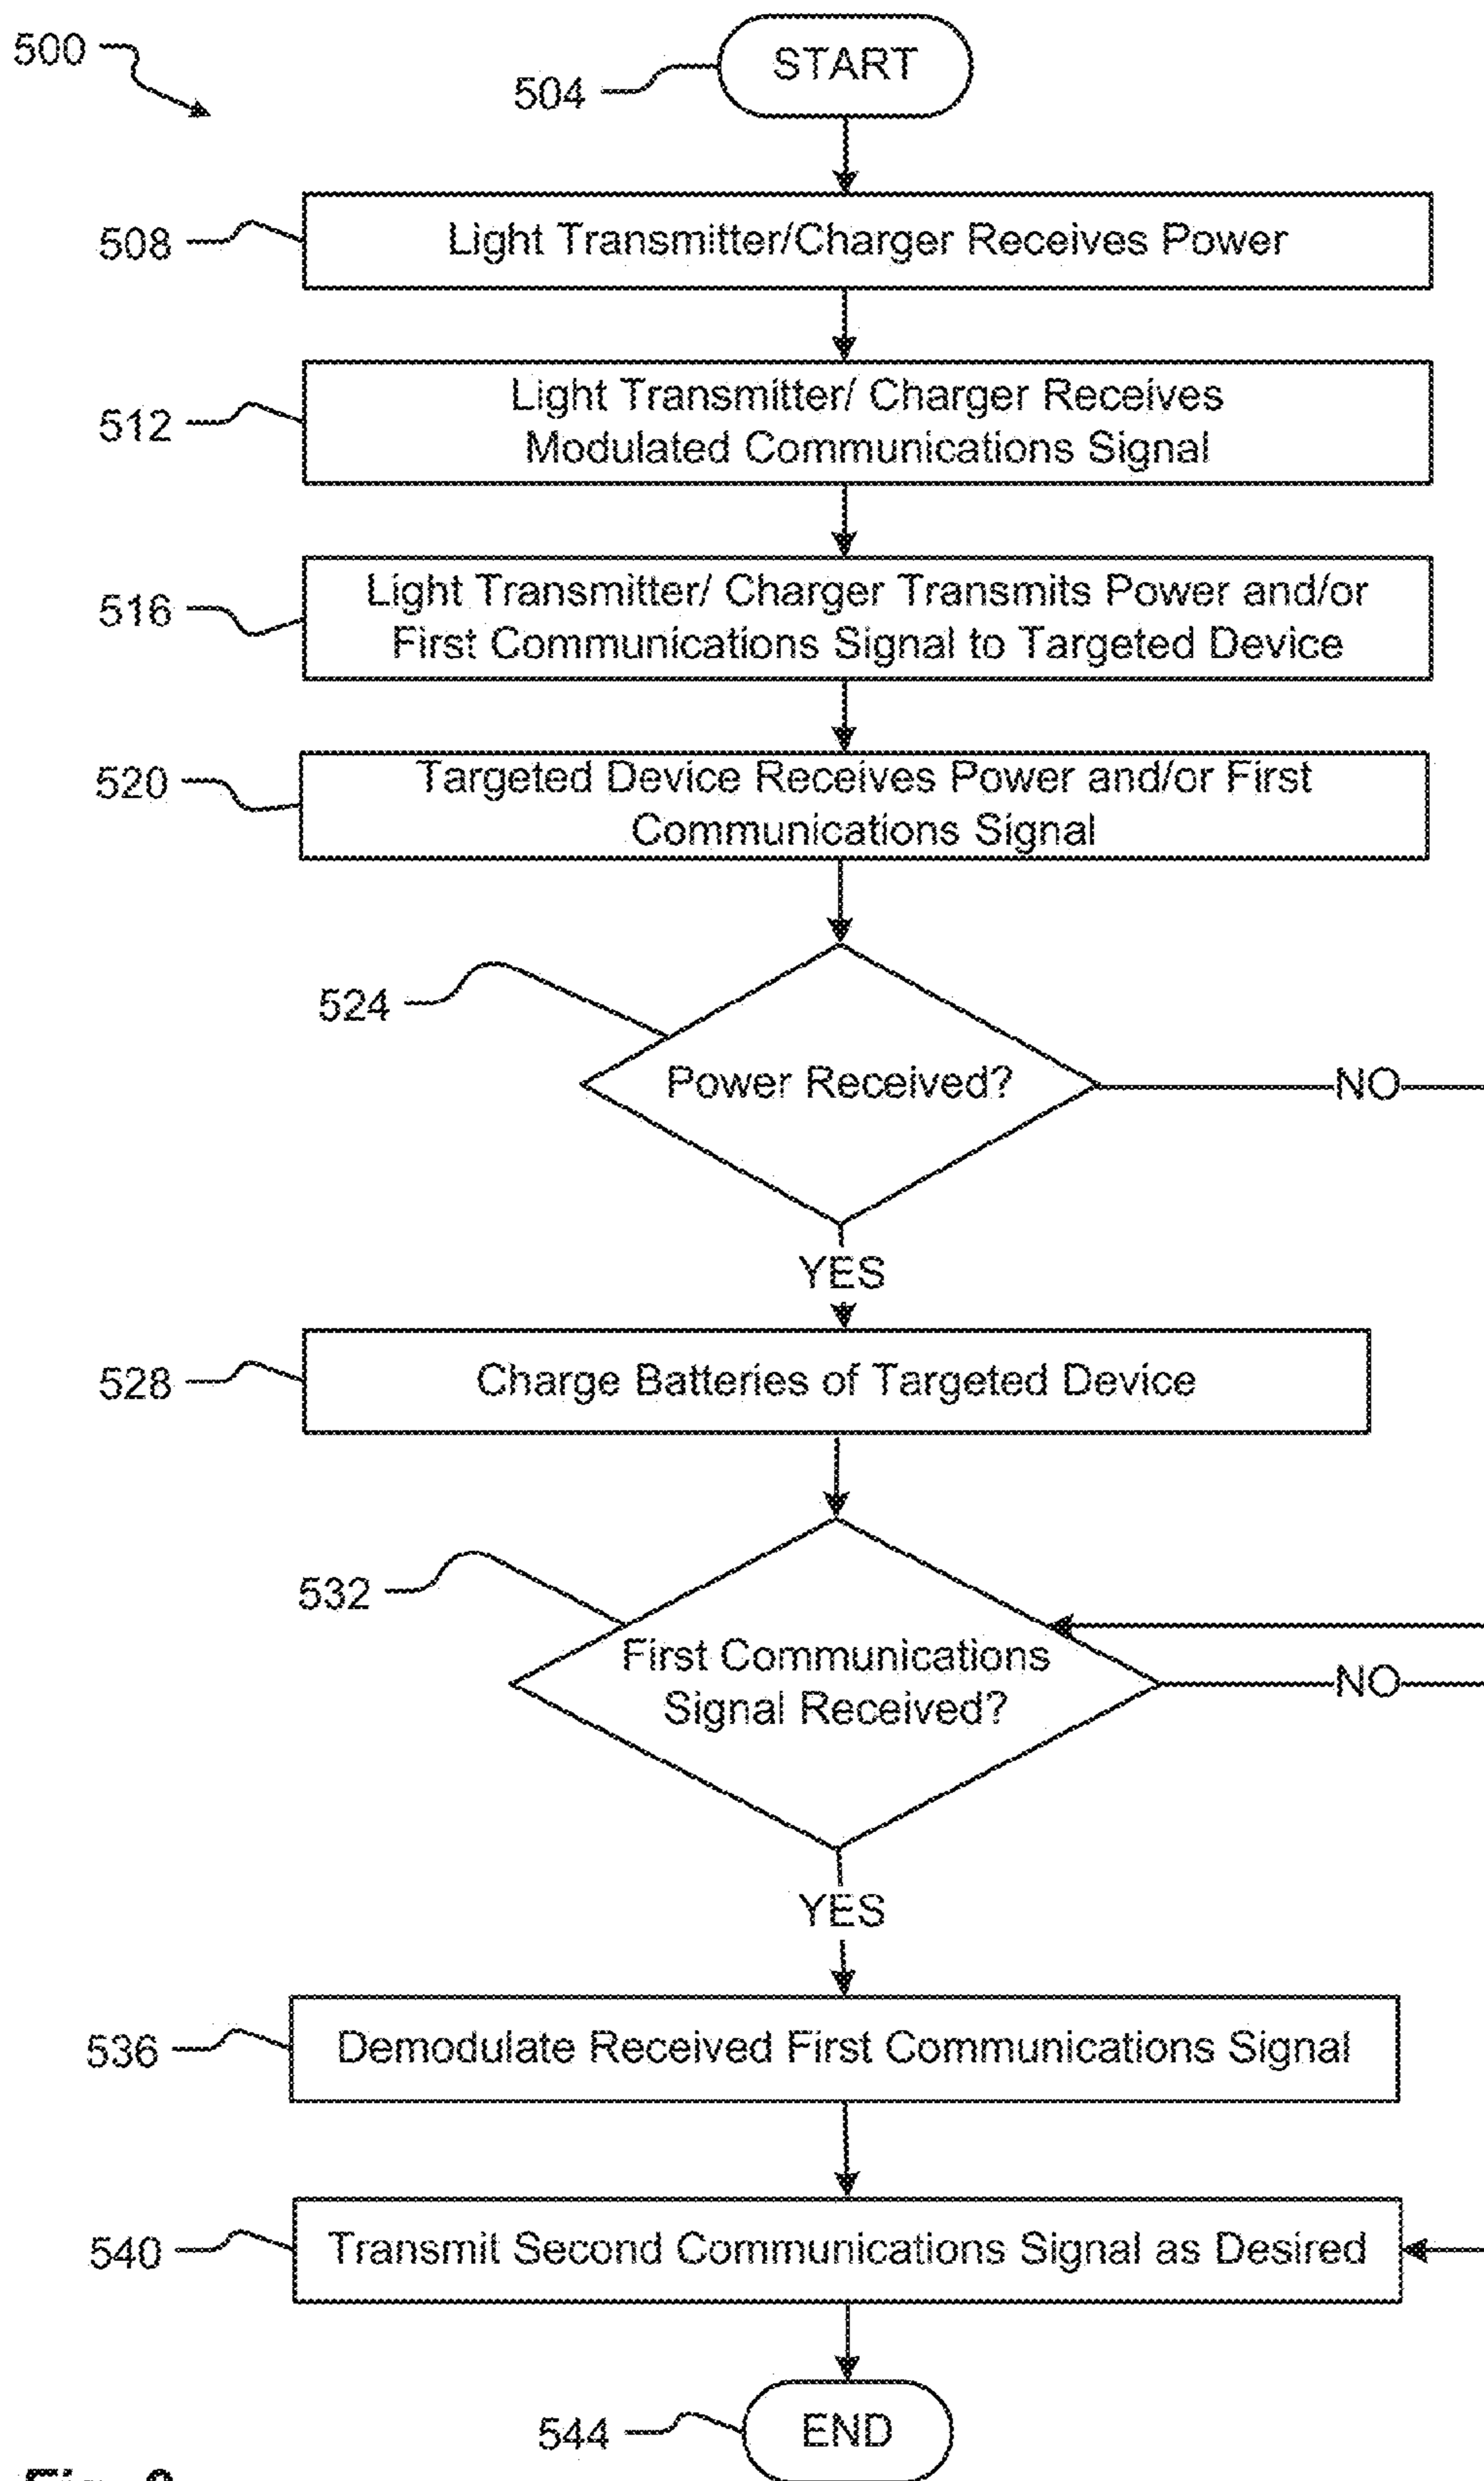 500
504
START
508
Light Transmitter/Charger Receives Power
512
Light Transmitter/ Charger Receives
Modulated Communications Signal
516
Light Transmitter/ Charger Transmits Power and/or
First Communications Signal to Targeted Device
520
Targeted Device Receives Power and/or First
Communications Signal
524
Power Received?
NO
YES
528
Charge Batteries of Targeted Device
532
First Communications
Signal Received?
NO
YES
536
Demodulate Received First Communications Signal
540
Transmit Second Communications Signal as Desired
544
END